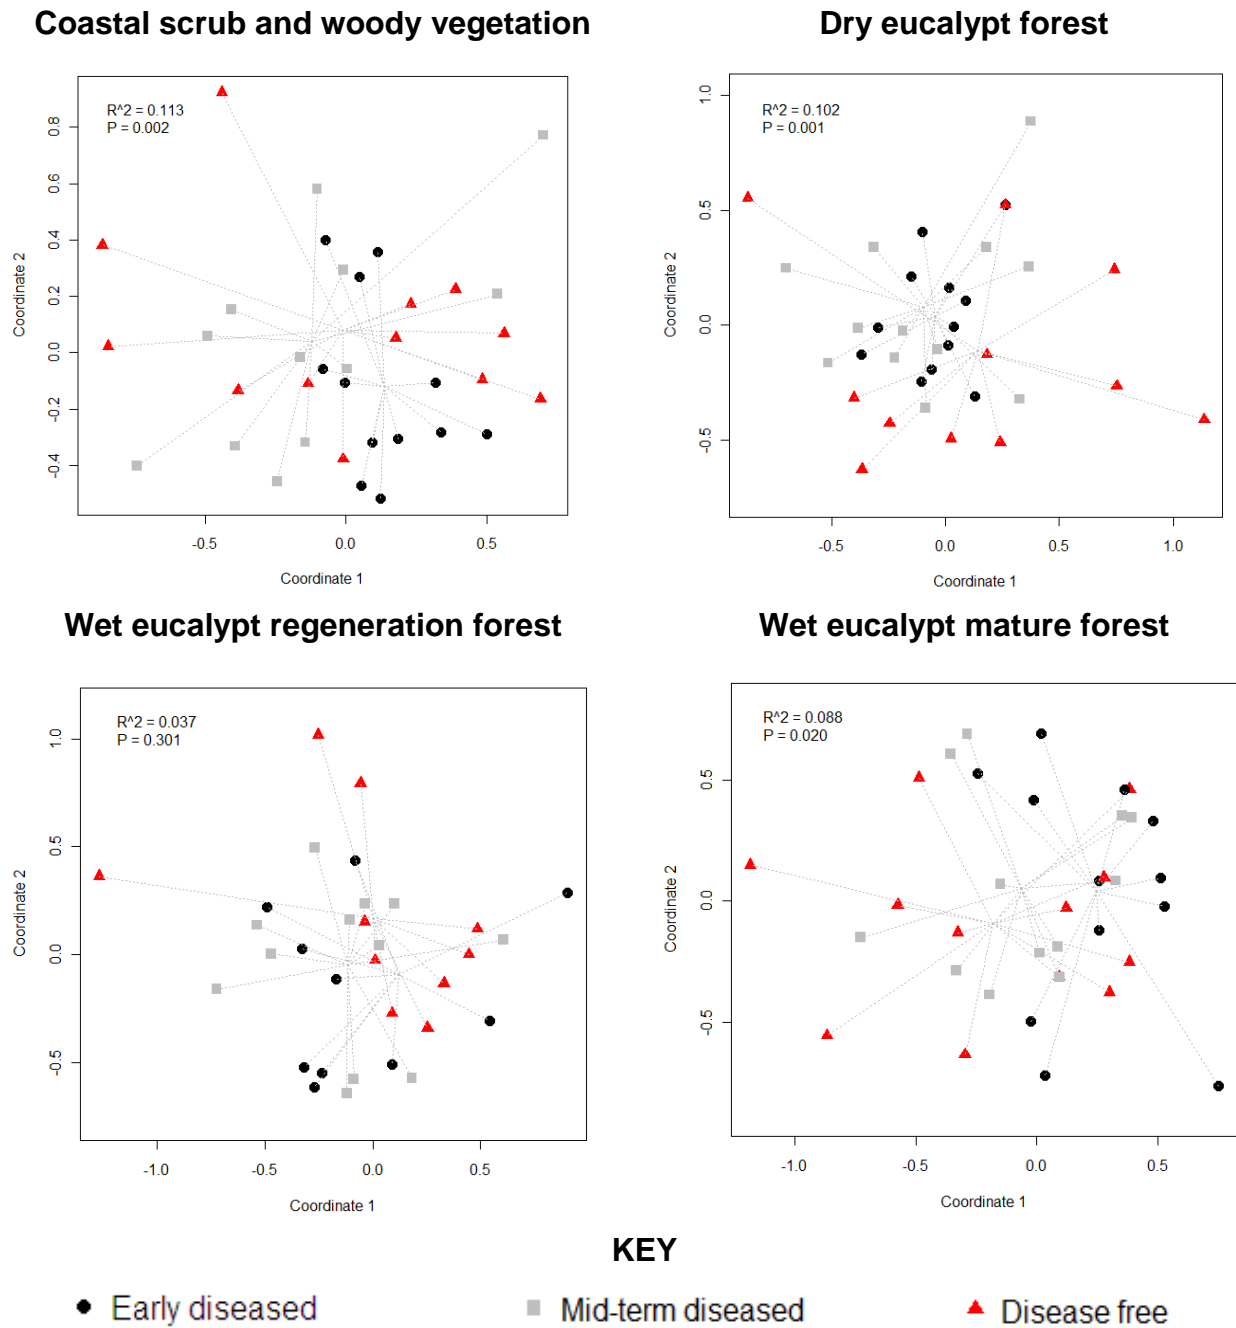 Coastal scrub and woody vegetation
R^2 = 0.113
P = 0.002
0.8
0.6
0.4
0.2
0.0
-0.2
-0.4
Coordinate 2
-0.5 0.0 0.5
Coordinate 1
Dry eucalypt forest
R^2 = 0.102
P = 0.001
1.0
0.5
0.0
-0.5
Coordinate 2
-0.5 0.0 0.5 1.0
Coordinate 1
Wet eucalypt regeneration forest
R^2 = 0.037
P = 0.301
1.0
0.5
0.0
-0.5
Coordinate 2
-1.0 -0.5 0.0 0.5
Coordinate 1
Wet eucalypt mature forest
R^2 = 0.088
P = 0.020
0.5
0.0
-0.5
Coordinate 2
-1.0 -0.5 0.0 0.5
Coordinate 1
KEY
Early diseased Mid-term diseased Disease free